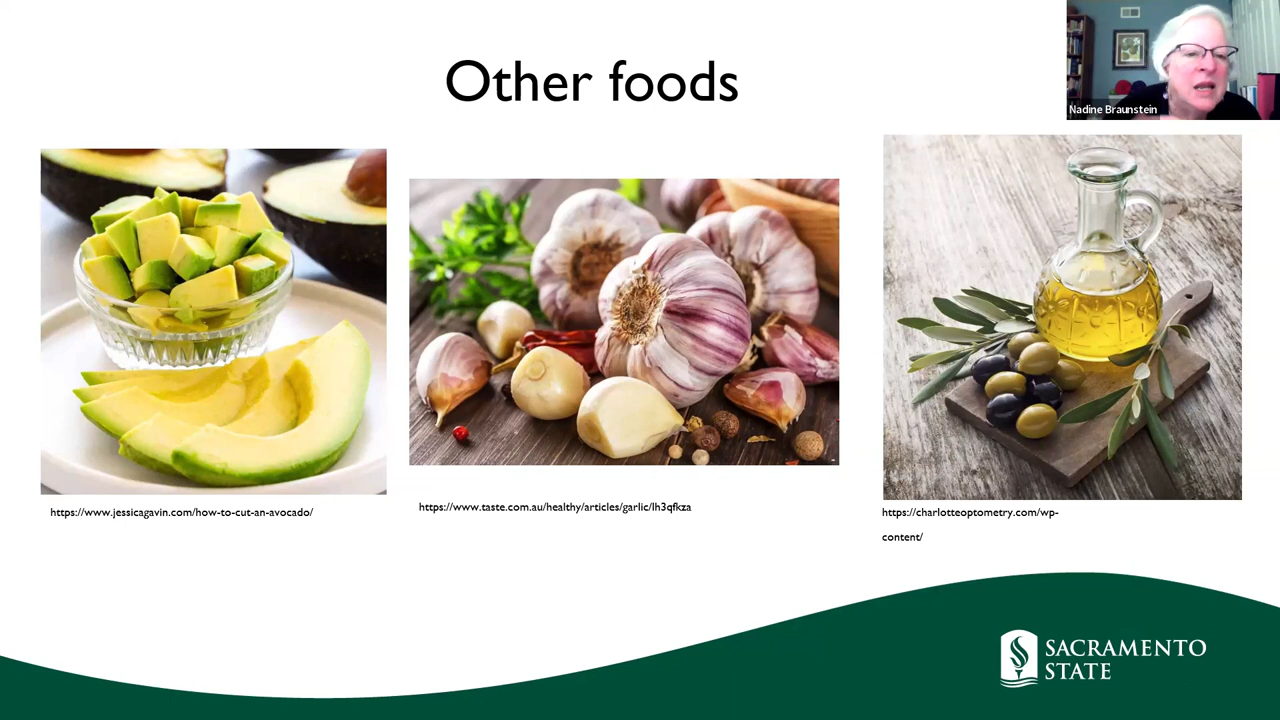 Other foods
Nadine Braunstein
https://www.jessicagavin.com/how-to-cut-an-avocado/
https://www.taste.com.au/healthy/articles/garlic/lh3qfkza
https://charlotteoptometry.com/wp-
content/
SACRAMENTO
STATE